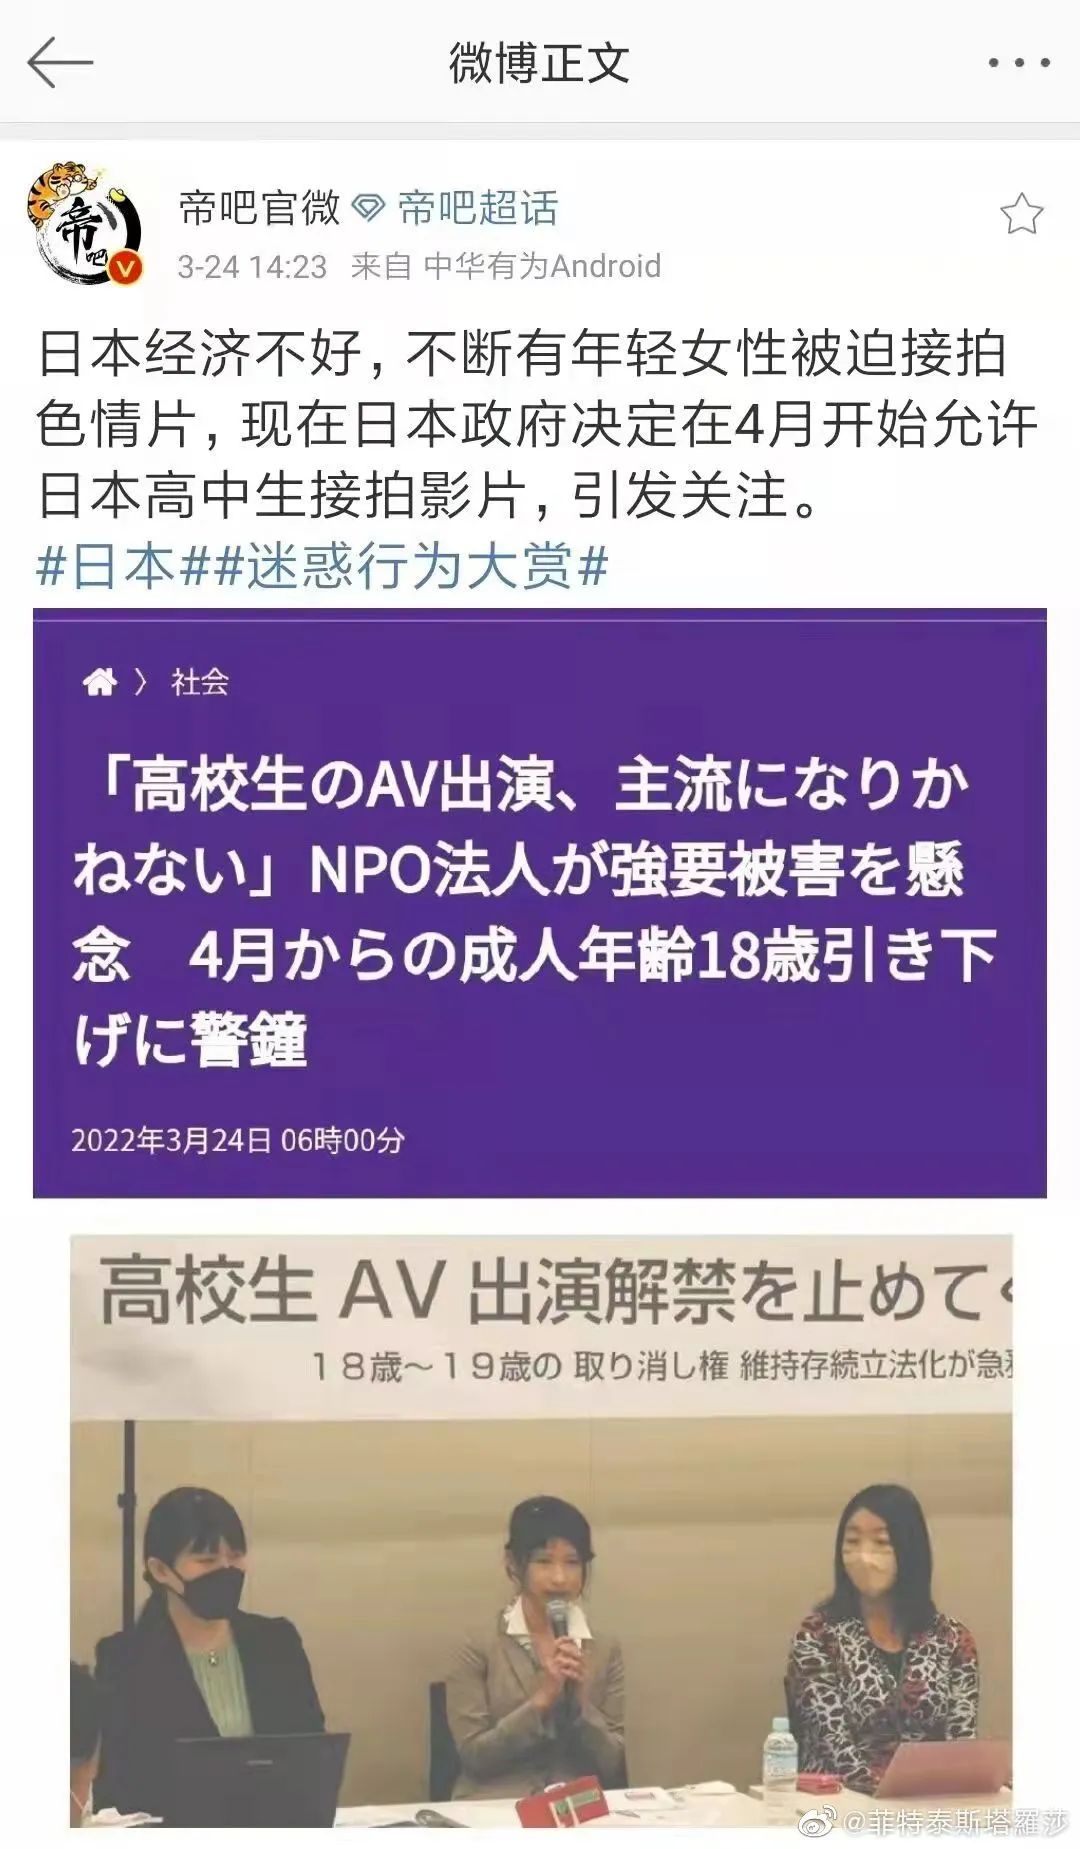 微博正文
帝吧官微 帝吧超话
3-24 14:23 来自 中华有为Android
日本经济不好，不断有年轻女性被迫接拍
色情片，现在日本政府决定在4月开始允许
日本高中生接拍影片，引发关注。
#日本##迷惑行为大赏#
帝吧
社会
「高校生のAV出演、主流になりか
ねない」NPO法人が強要被害を懸
念　4月からの成人年齢18歳引き下
げに警鐘
2022年3月24日 06時00分
高校生 AV 出演解禁を止めて
18歳～19歳の 取り消し権 維持存続立法化が急
@菲特泰斯塔羅莎